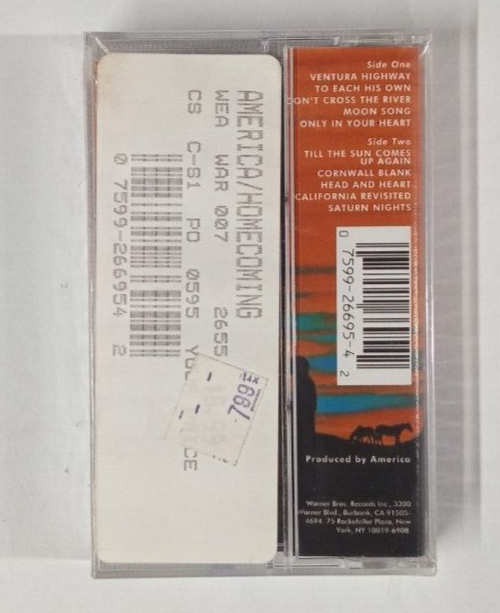 AMERICA/HOMECOMING
WEA WAR 007 2655
CS C-S1 PO 0595
0 7599-266954 2
799
Side One
VENTURA HIGHWAY
TO EACH HIS OWN
DON'T CROSS THE RIVER
MOON SONG
ONLY IN YOUR HEART
Side Two
TILL THE SUN COMES
UP AGAIN
CORNWALL BLANK
HEAD AND HEART
CALIFORNIA REVISITED
SATURN NIGHTS
0 7599-26695-4 2
Produced by America
Warner Bros. Records Inc., 3300
Warner Blvd., Burbank, CA 91505-
4694. 75 Rockefeller Plaza, New
York, NY 10019-6908